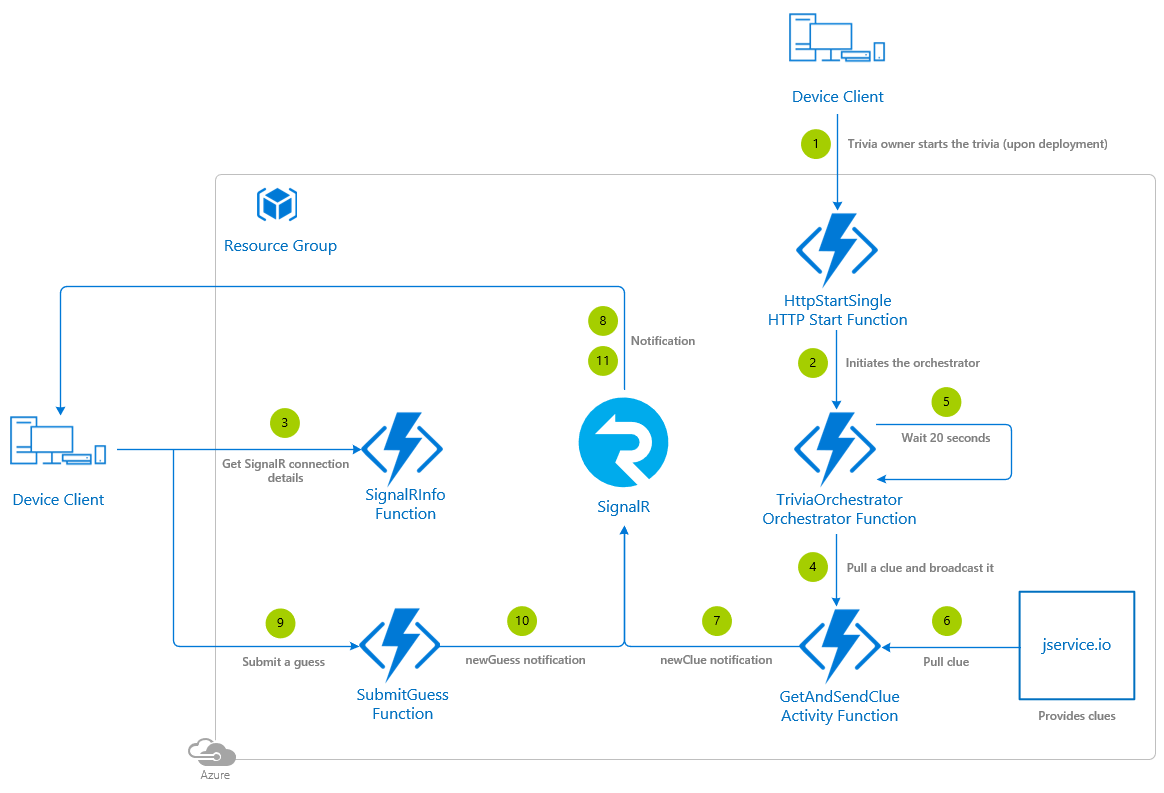 Device Client
1
Trivia owner starts the trivia (upon deployment)
Resource Group
HttpStartSingle
HTTP Start Function
8
Notification
11
2
Initiates the orchestrator
5
Wait 20 seconds
3
Get SignalR connection
details
Device Client
SignalRInfo
Function
SignalR
TriviaOrchestrator
Orchestrator Function
4
Pull a clue and broadcast it
9
Submit a guess
10
newGuess notification
7
newClue notification
6
Pull clue
jservice.io
Provides clues
SubmitGuess
Function
GetAndSendClue
Activity Function
Azure